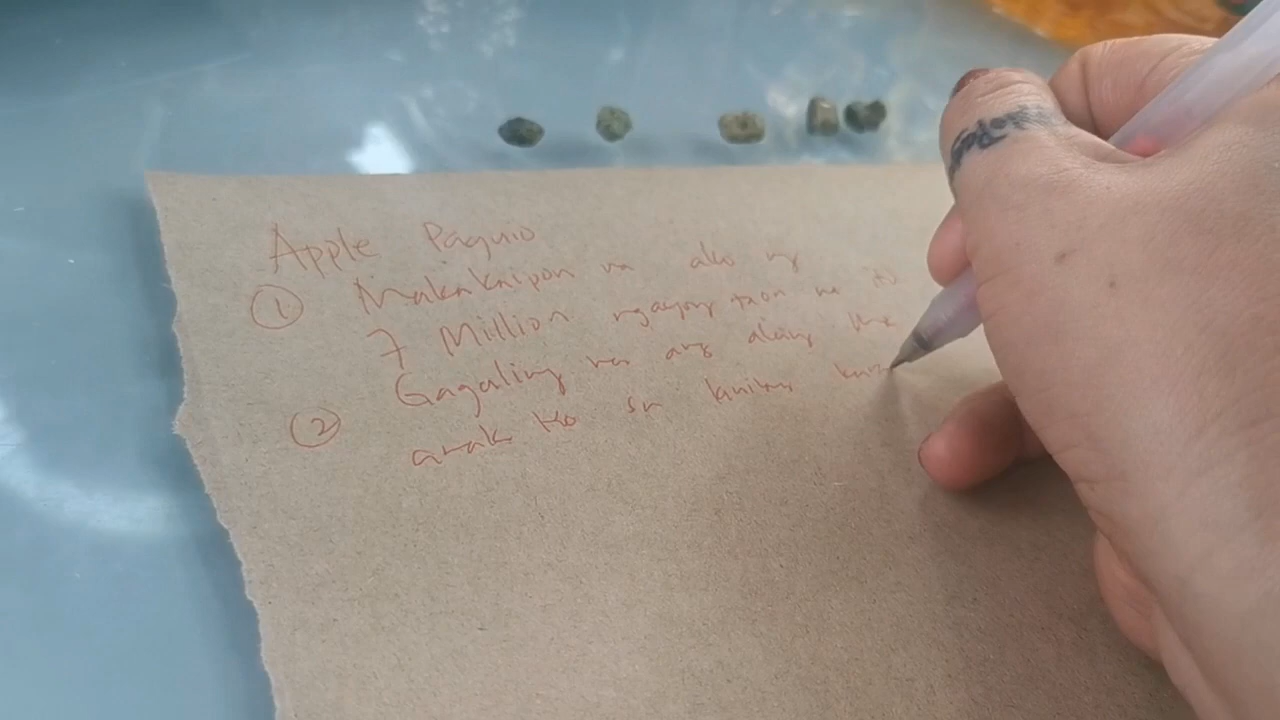 Apple Paguio
① Makakaipon na ako ng
7 Million ngayong taon na ito
② Gagaling na ang alang
anak ko sa kanilang